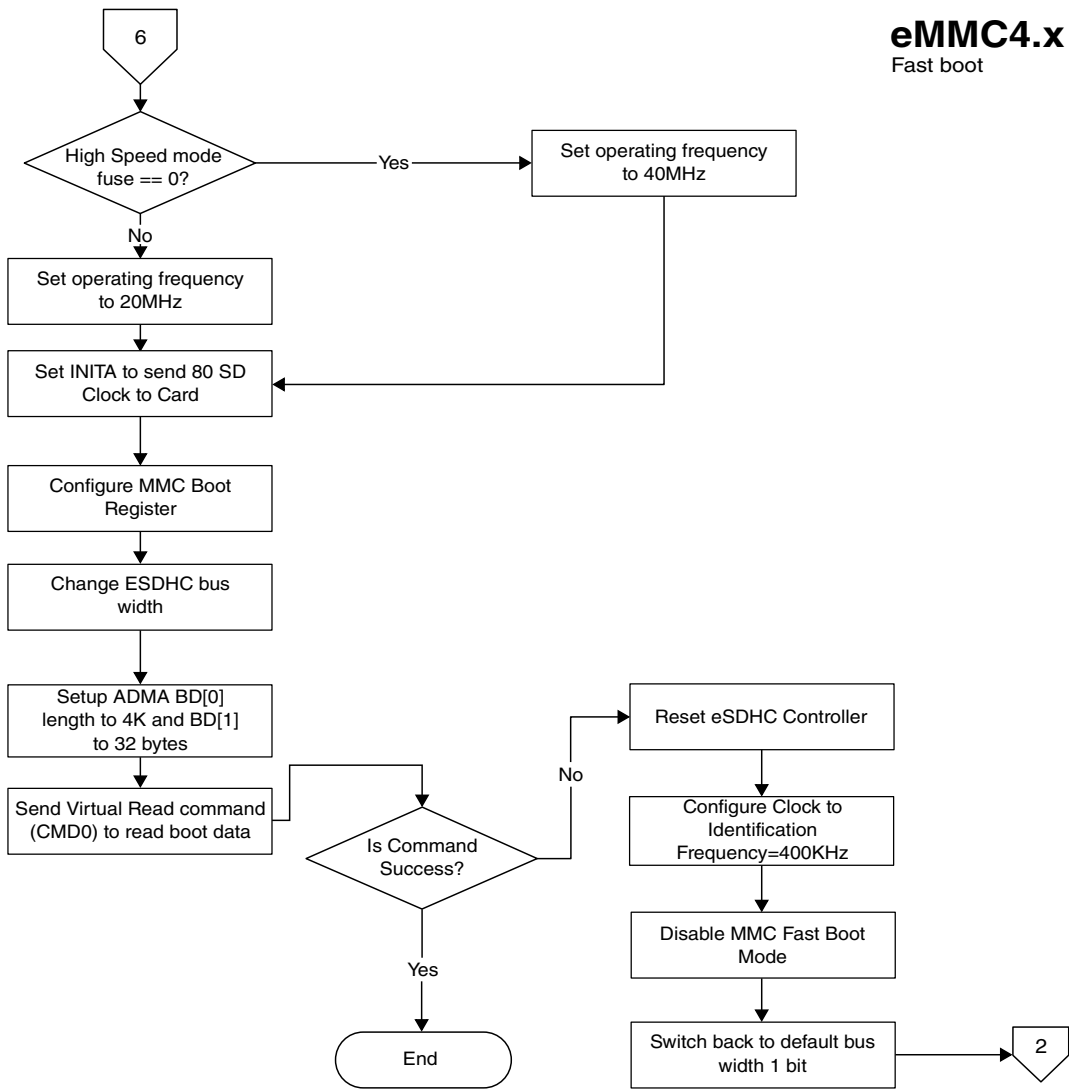 eMMC4.x
Fast boot
6
High Speed mode
fuse == 0?
Yes
Set operating frequency
to 40MHz
No
Set operating frequency
to 20MHz
Set INITA to send 80 SD
Clock to Card
Configure MMC Boot
Register
Change ESDHC bus
width
Setup ADMA BD[0]
length to 4K and BD[1]
to 32 bytes
Send Virtual Read command
(CMD0) to read boot data
Is Command
Success?
No
Reset eSDHC Controller
Configure Clock to
Identification
Frequency=400KHz
Disable MMC Fast Boot
Mode
Switch back to default bus
width 1 bit
2
Yes
End